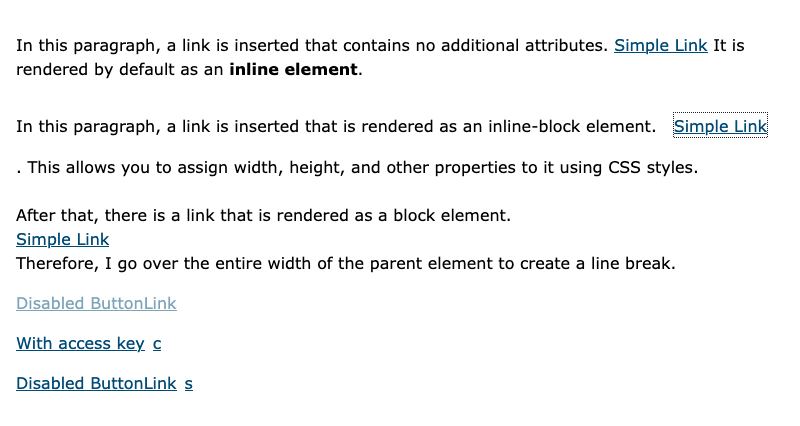 In this paragraph, a link is inserted that contains no additional attributes. Simple Link It is
rendered by default as an inline element.
In this paragraph, a link is inserted that is rendered as an inline-block element. Simple Link
. This allows you to assign width, height, and other properties to it using CSS styles.
After that, there is a link that is rendered as a block element.
Simple Link
Therefore, I go over the entire width of the parent element to create a line break.
Disabled ButtonLink
With access key c
Disabled ButtonLink s